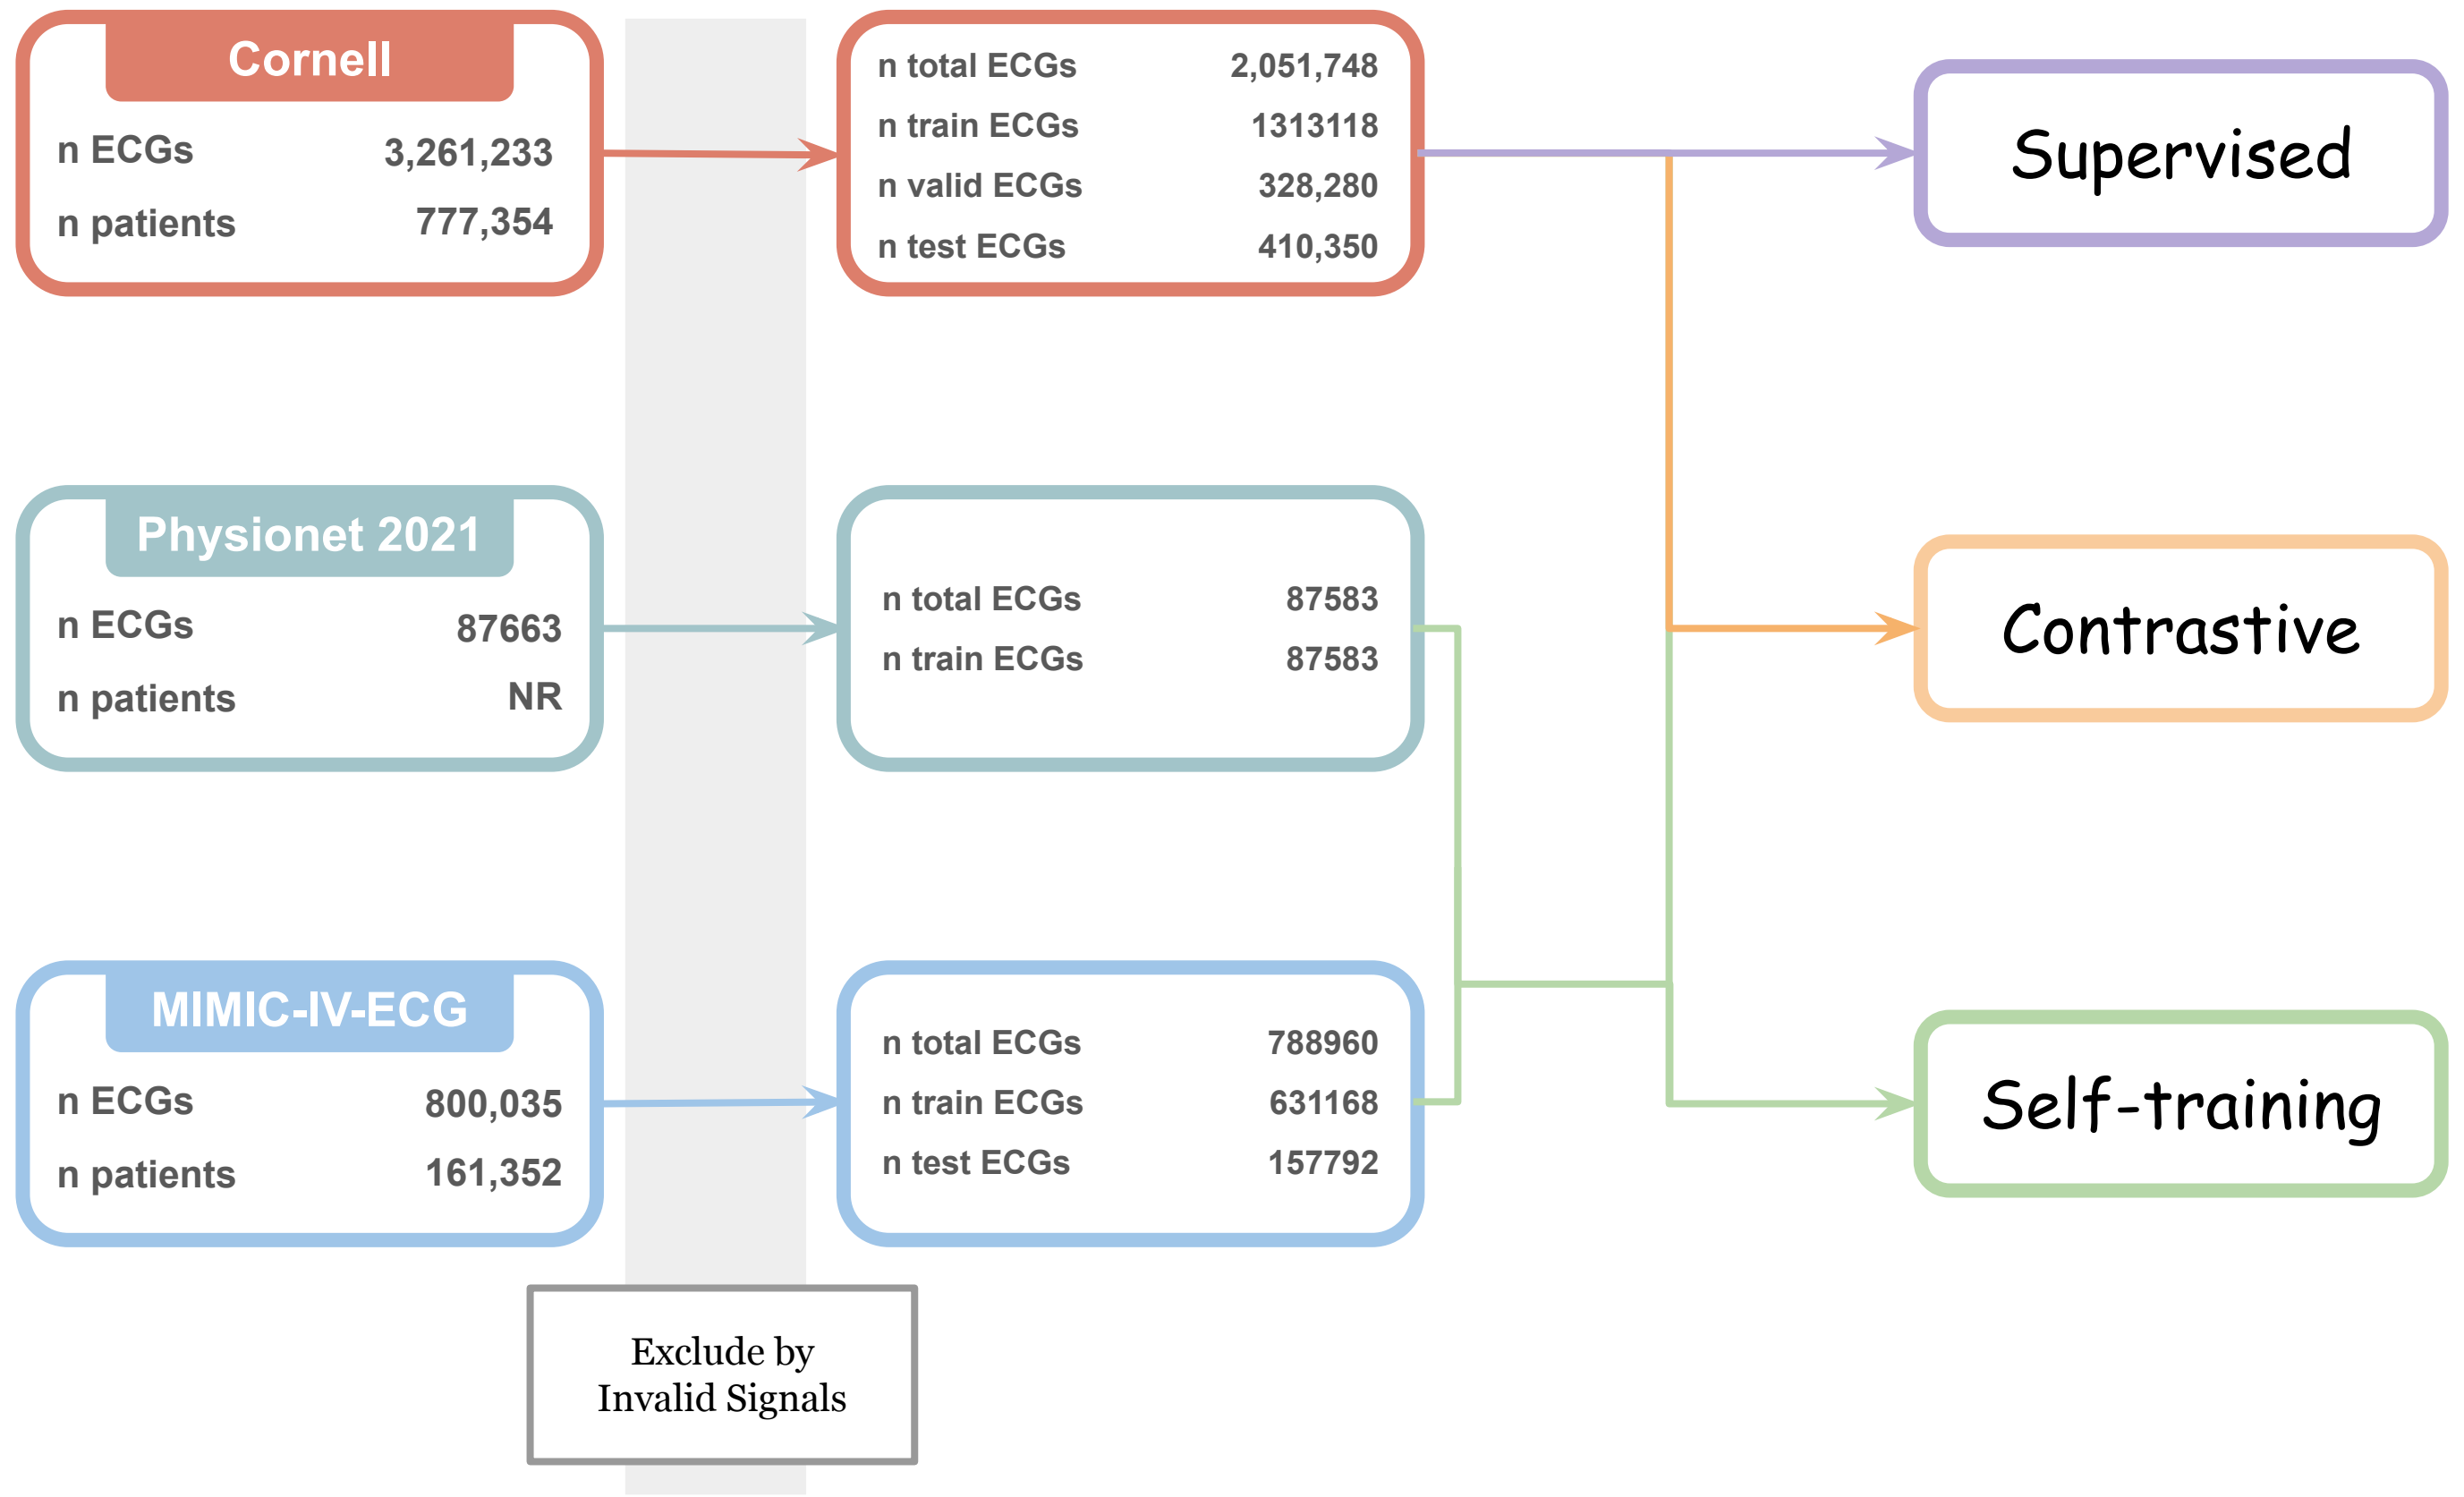 Cornell
n ECGs 3,261,233
n patients 777,354
n total ECGs 2,051,748
n train ECGs 1313118
n valid ECGs 328,280
n test ECGs 410,350
Supervised
Physionet 2021
n ECGs 87663
n patients NR
n total ECGs 87583
n train ECGs 87583
Contrastive
MIMIC-IV-ECG
n ECGs 800,035
n patients 161,352
n total ECGs 788960
n train ECGs 631168
n test ECGs 157792
Self-training
Exclude by
Invalid Signals